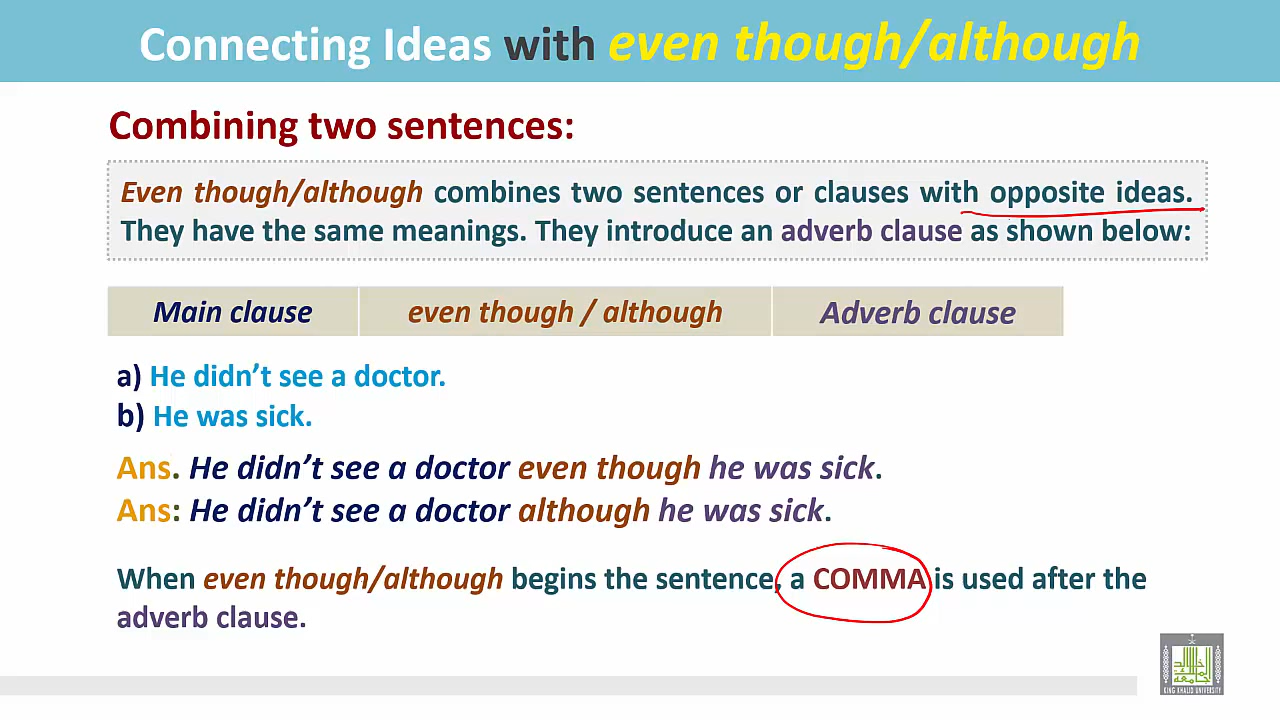 Connecting Ideas with even though/although
Combining two sentences:
Even though/although combines two sentences or clauses with opposite ideas.
They have the same meanings. They introduce an adverb clause as shown below:
Main clause even though / although Adverb clause
a) He didn’t see a doctor.
b) He was sick.
Ans. He didn’t see a doctor even though he was sick.
Ans: He didn’t see a doctor although he was sick.
When even though/although begins the sentence, a COMMA is used after the
adverb clause.
KING KHALID UNIVERSITY